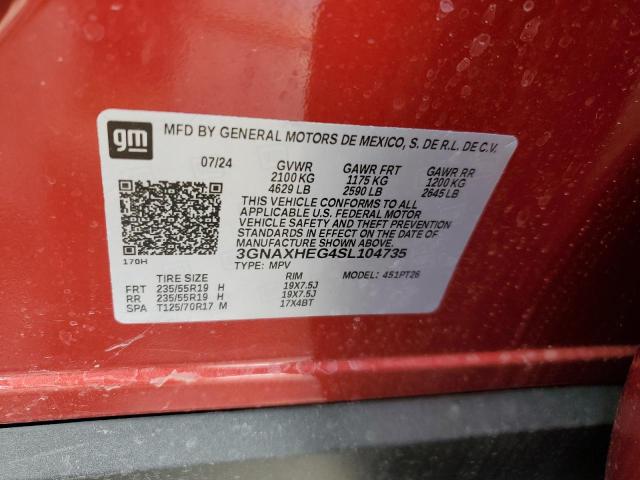 gm MFD BY GENERAL MOTORS DE MEXICO, S. DE R.L. DE C.V.
07/24 GVWR GAWR FRT GAWR RR
2100 KG 1175 KG 1200 KG
4629 LB 2590 LB 2645 LB
THIS VEHICLE CONFORMS TO ALL
APPLICABLE U.S. FEDERAL MOTOR
VEHICLE SAFETY AND THEFT PREVENTION
STANDARDS IN EFFECT ON THE DATE OF
MANUFACTURE SHOWN ABOVE.
3GNAXHEG4SL104735
170H TYPE: MPV MODEL: 451PT26
TIRE SIZE RIM
FRT 235/55R19 H 19X7.5J
RR 235/55R19 H 19X7.5J
SPA T125/70R17 M 17X4BT